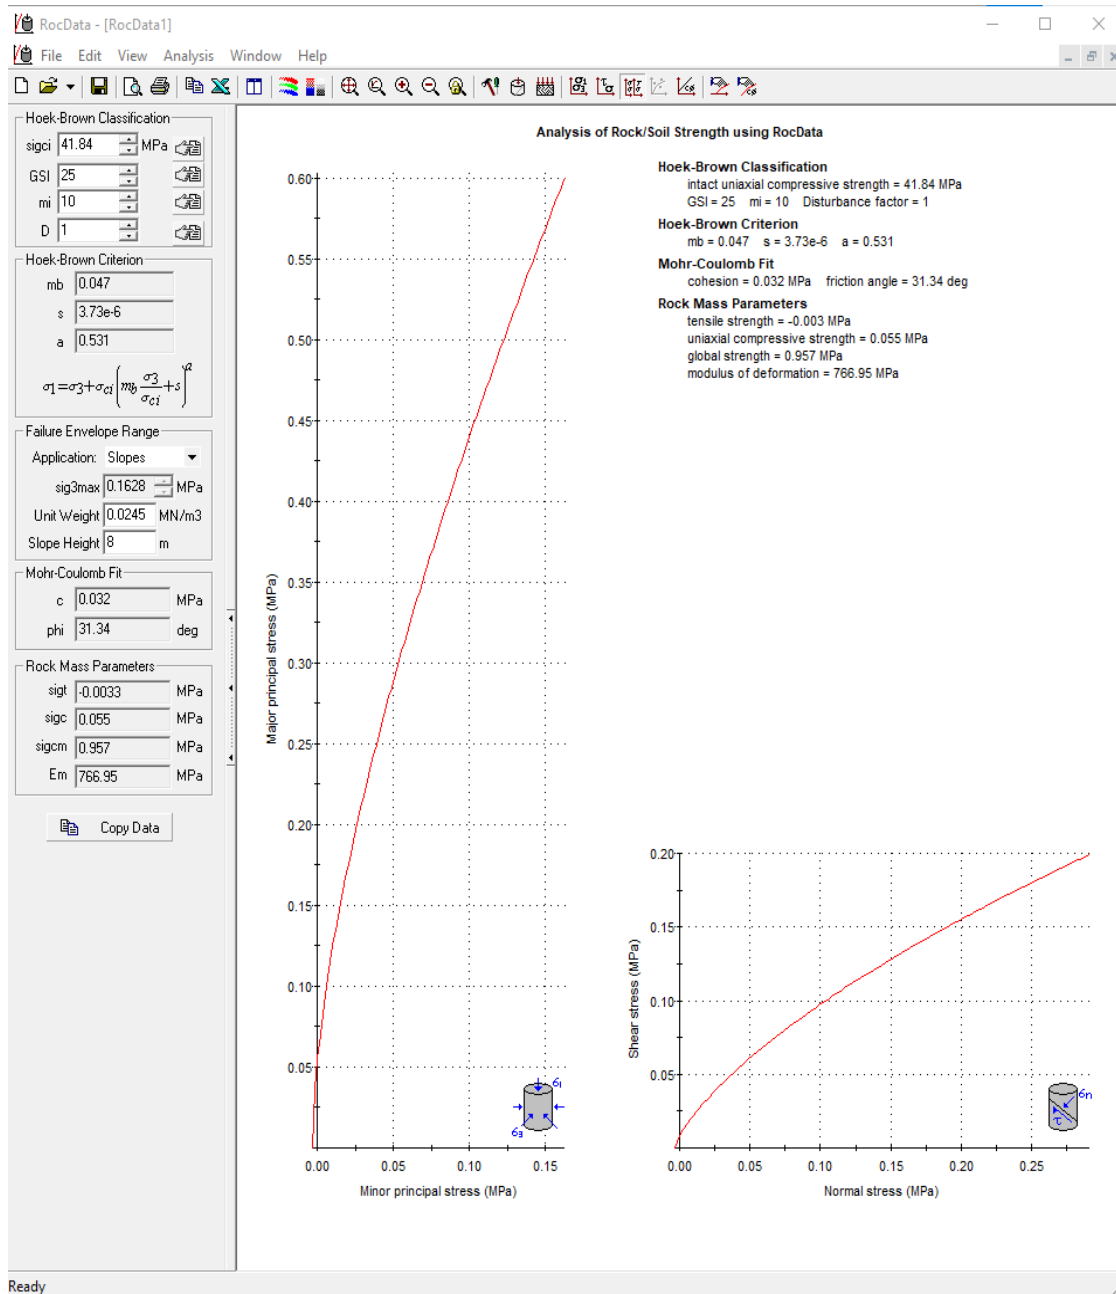 RocData - [RocData1]
File Edit View Analysis Window Help
Hoek-Brown Classification
sigci 41.84 MPa
GSI 25
mi 10
D 1
Hoek-Brown Criterion
mb 0.047
s 3.73e-6
a 0.531
σ1=σ3+σci(mb σ3/σci+s)^a
Failure Envelope Range
Application: Slopes
sig3max 0.1628 MPa
Unit Weight 0.0245 MN/m3
Slope Height 8 m
Mohr-Coulomb Fit
c 0.032 MPa
phi 31.34 deg
Rock Mass Parameters
sigt -0.0033 MPa
sigc 0.055 MPa
sigcm 0.957 MPa
Em 766.95 MPa
Copy Data
Analysis of Rock/Soil Strength using RocData
Hoek-Brown Classification
intact uniaxial compressive strength = 41.84 MPa
GSI = 25 mi = 10 Disturbance factor = 1
Hoek-Brown Criterion
mb = 0.047 s = 3.73e-6 a = 0.531
Mohr-Coulomb Fit
cohesion = 0.032 MPa friction angle = 31.34 deg
Rock Mass Parameters
tensile strength = -0.003 MPa
uniaxial compressive strength = 0.055 MPa
global strength = 0.957 MPa
modulus of deformation = 766.95 MPa
Major principal stress (MPa)
0.60
0.55
0.50
0.45
0.40
0.35
0.30
0.25
0.20
0.15
0.10
0.05
0.00 0.05 0.10 0.15
Minor principal stress (MPa)
σ1
σ3
Shear stress (MPa)
0.20
0.15
0.10
0.05
0.00 0.05 0.10 0.15 0.20 0.25
Normal stress (MPa)
σn
τ
Ready